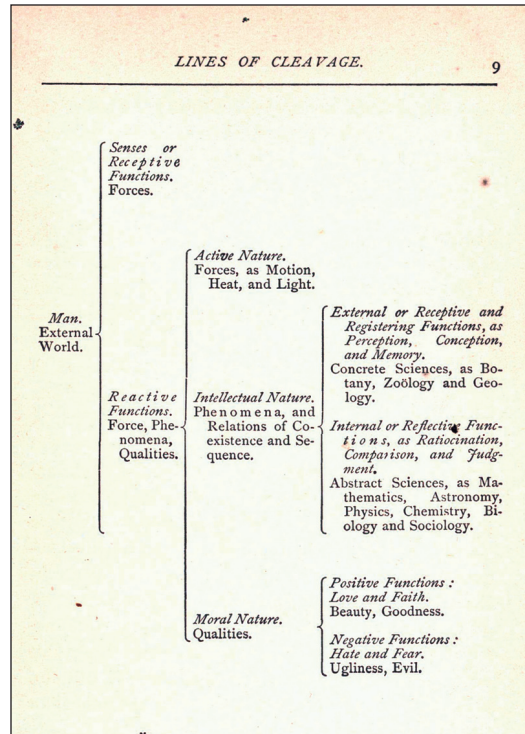 LINES OF CLEAVAGE.
9
Man.
External
World.
Senses or
Receptive
Functions.
Forces.
Reactive
Functions.
Force, Phe-
nomena,
Qualities.
Active Nature.
Forces, as Motion,
Heat, and Light.
Intellectual Nature.
Phenomena, and
Relations of Co-
existence and Se-
quence.
Moral Nature.
Qualities.
External or Receptive and
Registering Functions, as
Perception, Conception,
and Memory.
Concrete Sciences, as Bo-
tany, Zoölogy and Geo-
logy.
Internal or Reflective Func-
tions, as Ratiocination,
Comparison, and Judg-
ment.
Abstract Sciences, as Ma-
thematics, Astronomy,
Physics, Chemistry, Bi-
ology and Sociology.
Positive Functions :
Love and Faith.
Beauty, Goodness.
Negative Functions :
Hate and Fear.
Ugliness, Evil.